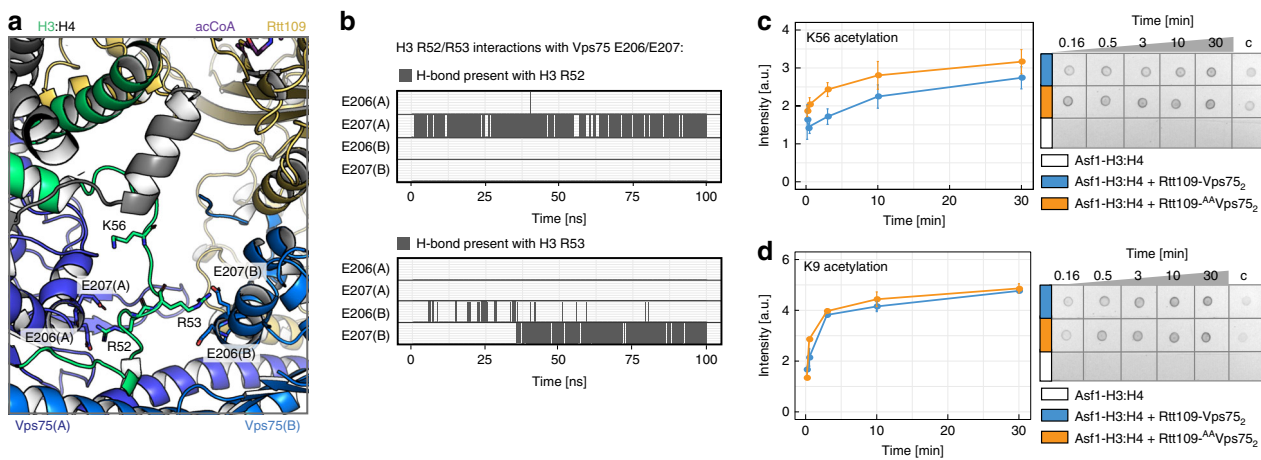 a
H3:H4
acCoA
Rtt109
K56
E207(A)
E207(B)
R53
E206(A)
R52
E206(B)
Vps75(A)
Vps75(B)
b
H3 R52/R53 interactions with Vps75 E206/E207:
H-bond present with H3 R52
E206(A)
E207(A)
E206(B)
E207(B)
0 25 50 75 100
Time [ns]
H-bond present with H3 R53
E206(A)
E207(A)
E206(B)
E207(B)
0 25 50 75 100
Time [ns]
c
K56 acetylation
Intensity [a.u.]
4
3
2
1
0
0 10 20 30
Time [min]
Time [min]
0.16 0.5 3 10 30 c
Asf1-H3:H4
Asf1-H3:H4 + Rtt109-Vps75₂
Asf1-H3:H4 + Rtt109-ᴬᴬVps75₂
d
K9 acetylation
Intensity [a.u.]
6
4
2
0
0 10 20 30
Time [min]
Time [min]
0.16 0.5 3 10 30 c
Asf1-H3:H4
Asf1-H3:H4 + Rtt109-Vps75₂
Asf1-H3:H4 + Rtt109-ᴬᴬVps75₂